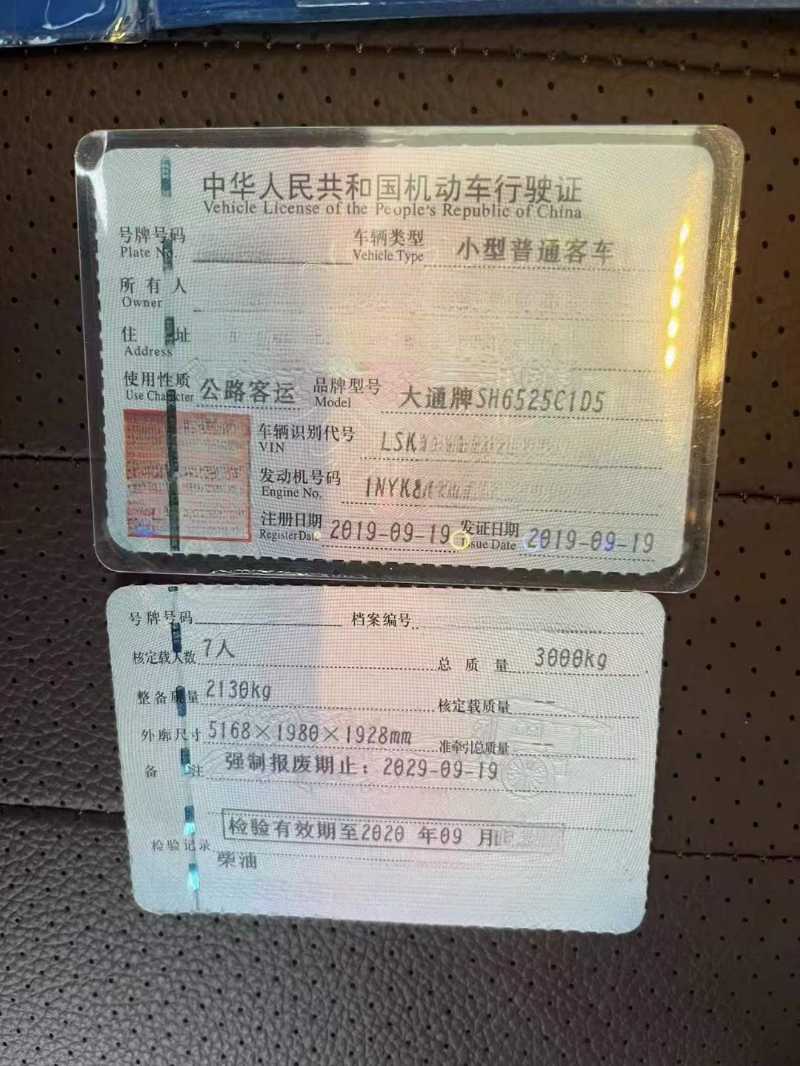 中华人民共和国机动车行驶证
Vehicle License of the People's Republic of China
号牌号码 车辆类型 小型普通客车
Plate No. Vehicle Type
所有人
Owner
住址
Address
使用性质 公路客运 品牌型号 大通牌SH6525C1D5
Use Character Model
车辆识别代号 LSK
VIN
发动机号码 1NYK8
Engine No.
注册日期 2019-09-19 发证日期 2019-09-19
Register Date Issue Date
号牌号码 档案编号
核定载人数 7人 总质量 3000kg
整备质量 2130kg 核定载质量 --
外廓尺寸 5168×1980×1928mm 准牵引总质量 --
备注 强制报废期止：2029-09-19
检验有效期至2020 年09 月
检验记录
柴油